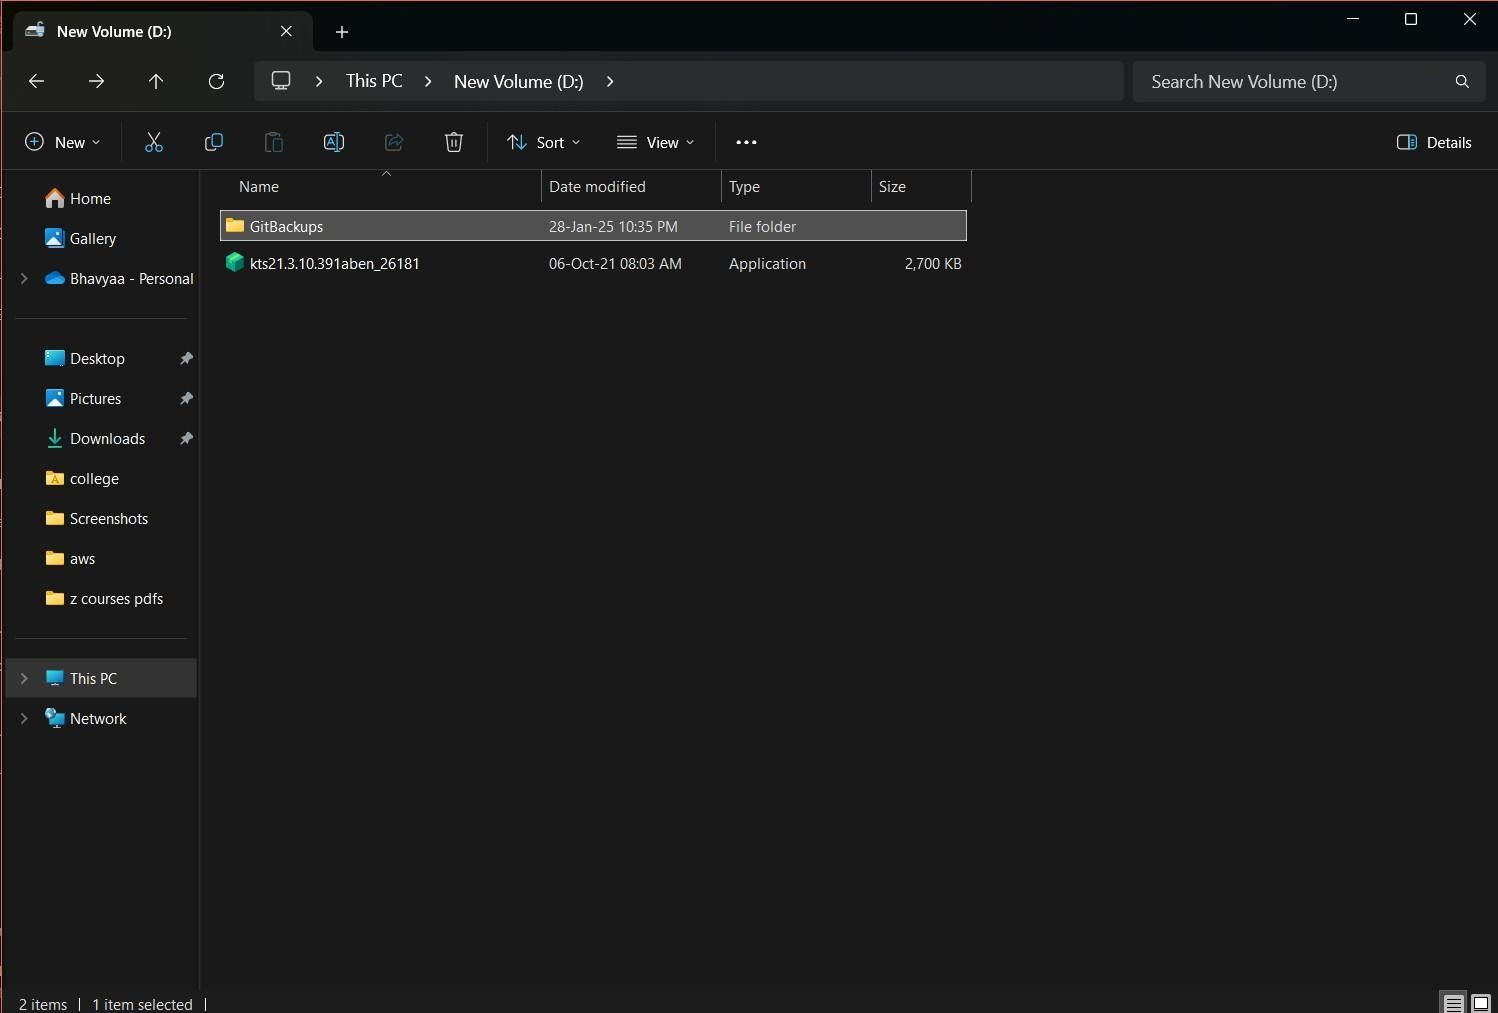 New Volume (D:)
This PC > New Volume (D:) >
Search New Volume (D:)
New
Sort
View
Details
Name Date modified Type Size
GitBackups 28-Jan-25 10:35 PM File folder
kts21.3.10.391aben_26181 06-Oct-21 08:03 AM Application 2,700 KB
Home
Gallery
Bhavyaa - Personal
Desktop
Pictures
Downloads
college
Screenshots
aws
z courses pdfs
This PC
Network
2 items | 1 item selected |